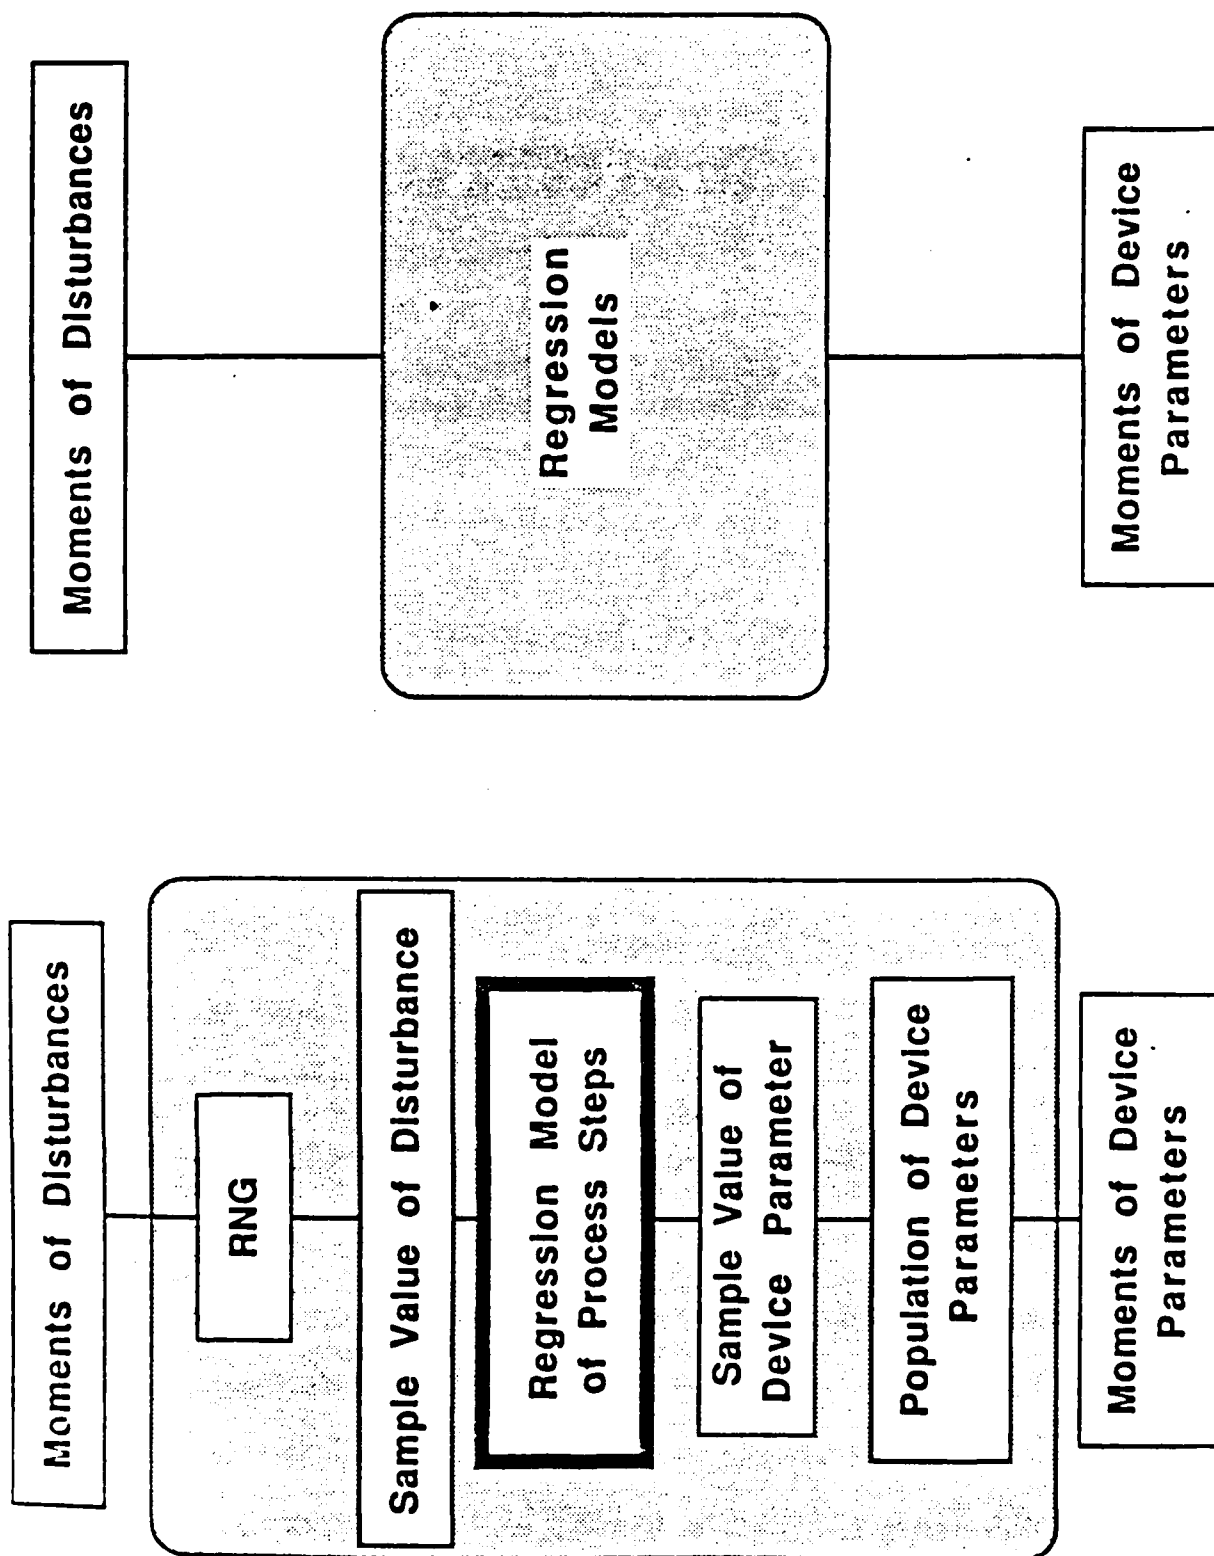 Moments of Disturbances
RNG
Sample Value of Disturbance
Regression Model
of Process Steps
Sample Value of
Device Parameter
Population of Device
Parameters
Moments of Device
Parameters
Moments of Disturbances
Regression
Models
Moments of Device
Parameters